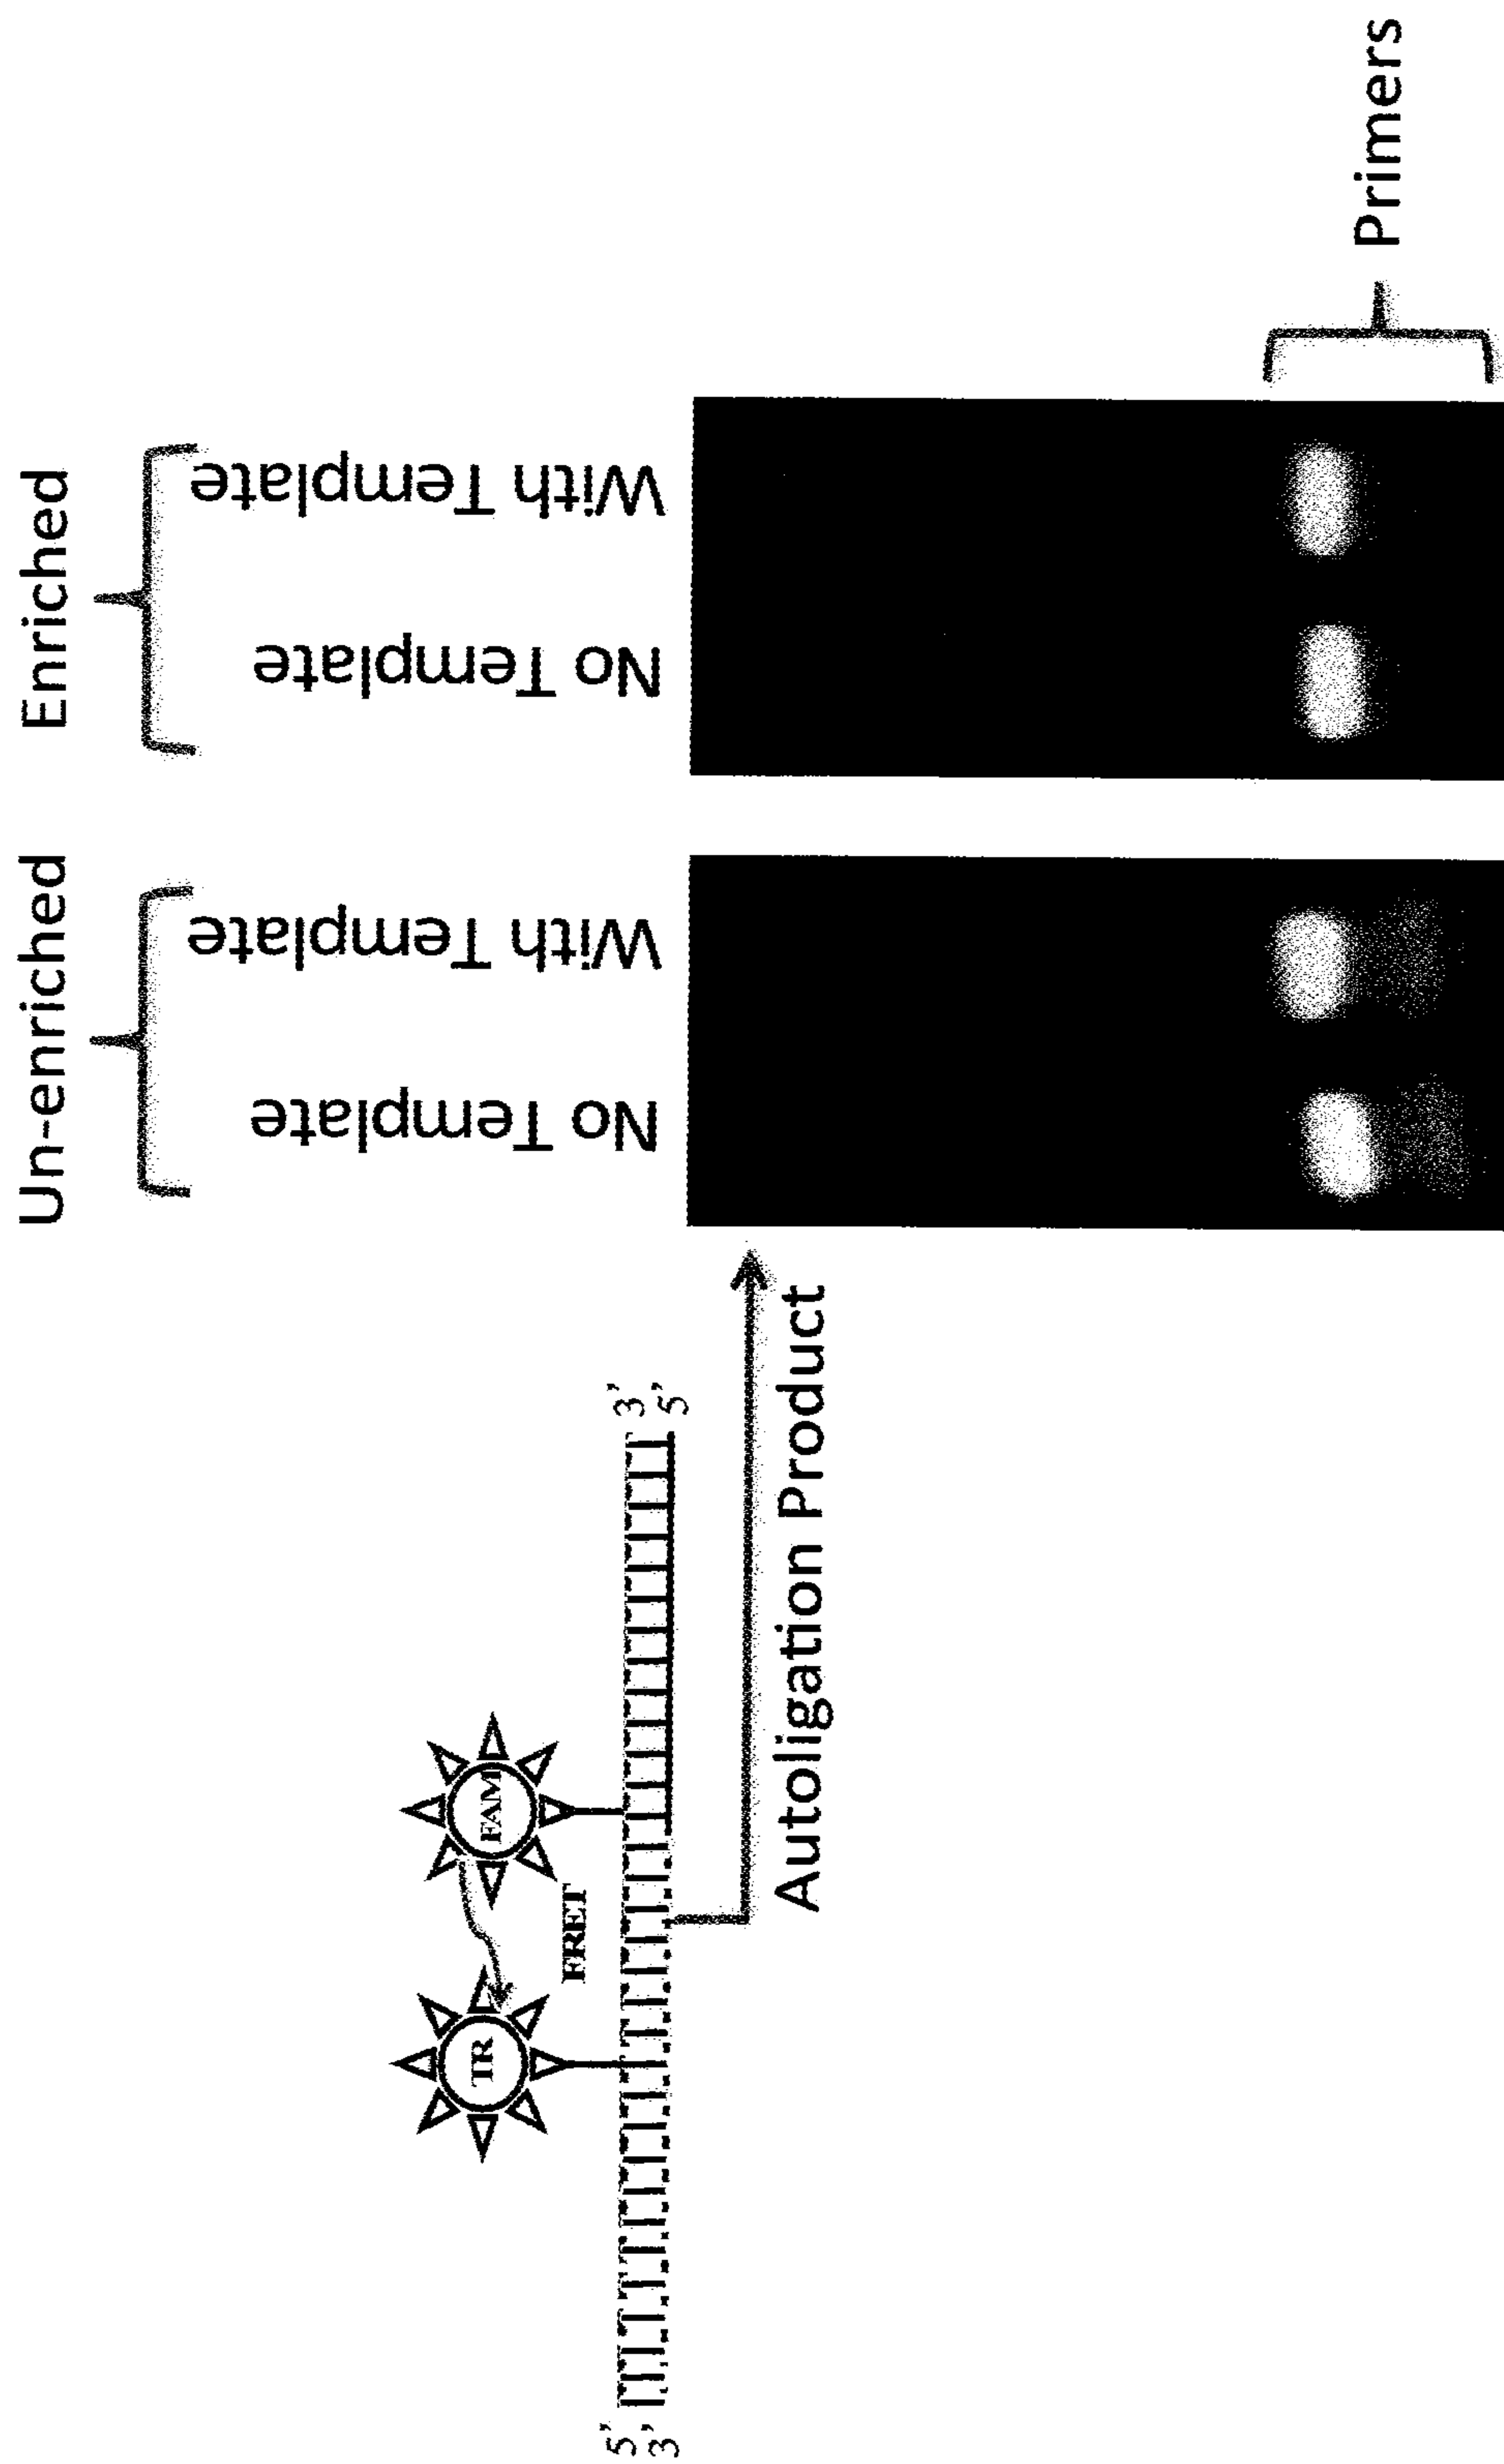 Un-enriched
Enriched
No Template
With Template
No Template
With Template
5'
3'
TR
FAM
FRET
3'
5'
Autoligation Product
Primers